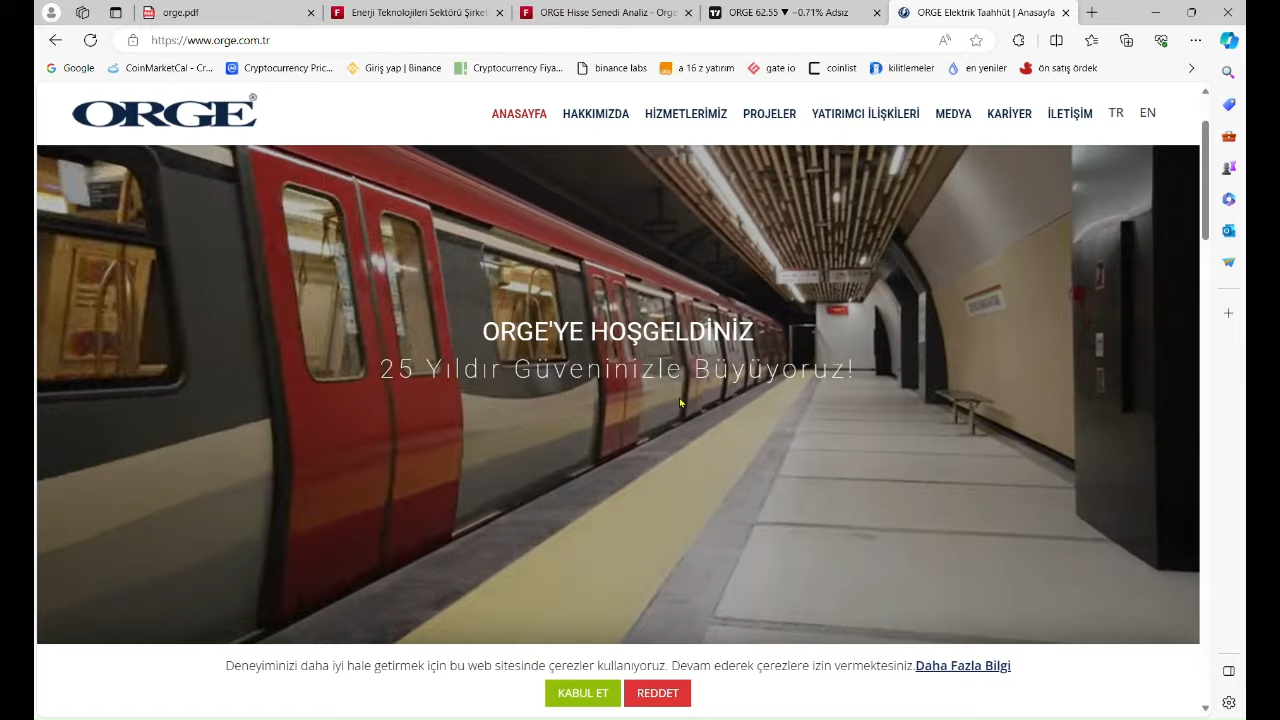 orge.pdf
Enerji Teknolojileri Sektörü Şirket
ORGE Hisse Senedi Analiz - Orge
ORGE 62.55 ▼ −0.71% Adsız
ORGE Elektrik Taahhüt | Anasayfa
https://www.orge.com.tr
Google
CoinMarketCal - Cr...
Cryptocurrency Pric...
Giriş yap | Binance
Cryptocurrency Fiya...
binance labs
a 16 z yatırım
gate io
coinlist
kilitlemeler
en yeniler
ön satış ördek
ORGE®
ANASAYFA
HAKKIMIZDA
HİZMETLERİMİZ
PROJELER
YATIRIMCI İLİŞKİLERİ
MEDYA
KARİYER
İLETİŞİM
TR
EN
ORGE'YE HOŞGELDİNİZ
25 Yıldır Güveninizle Büyüyoruz!
Deneyiminizi daha iyi hale getirmek için bu web sitesinde çerezler kullanıyoruz. Devam ederek çerezlere izin vermektesiniz.Daha Fazla Bilgi
KABUL ET
REDDET